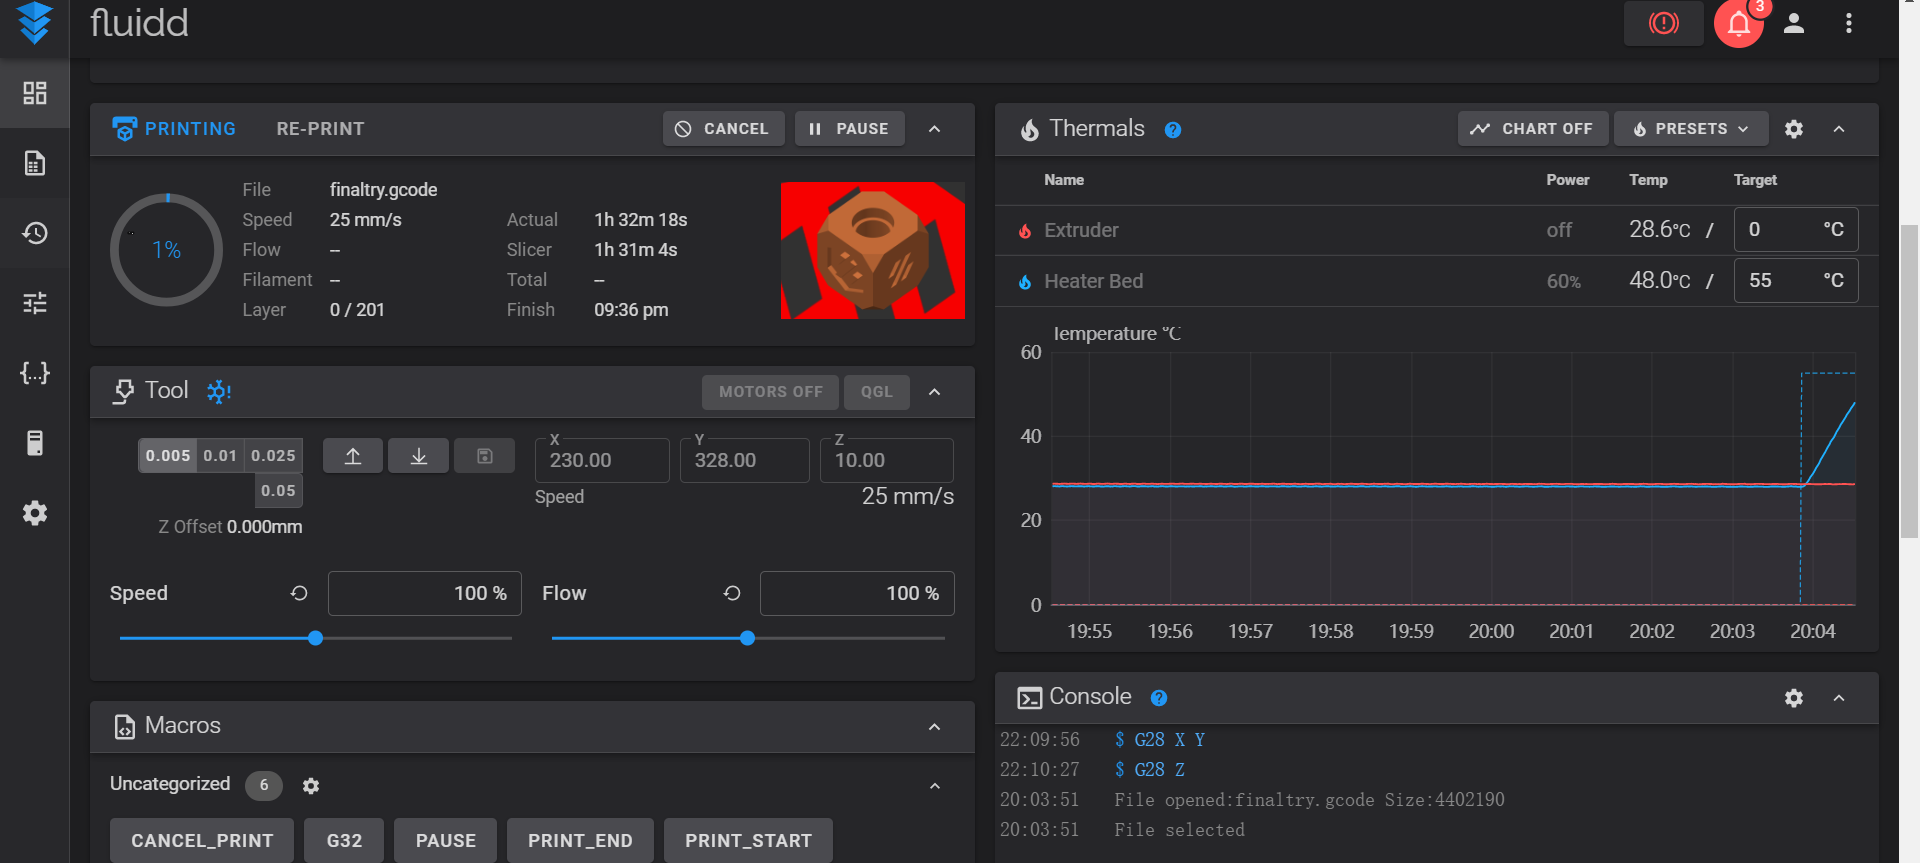 fluidd
3
PRINTING
RE-PRINT
CANCEL
PAUSE
1%
File
finaltry.gcode
Speed
25 mm/s
Actual
1h 32m 18s
Flow
--
Slicer
1h 31m 4s
Filament
--
Total
--
Layer
0 / 201
Finish
09:36 pm
Tool
MOTORS OFF
QGL
0.005
0.01
0.025
0.05
Z Offset 0.000mm
X
230.00
Y
328.00
Z
10.00
Speed
25 mm/s
Speed
100 %
Flow
100 %
Macros
Uncategorized
6
CANCEL_PRINT
G32
PAUSE
PRINT_END
PRINT_START
Thermals
?
CHART OFF
PRESETS
Name
Power
Temp
Target
Extruder
off
28.6°C /
0
°C
Heater Bed
60%
48.0°C /
55
°C
Temperature °C
60
40
20
0
19:55
19:56
19:57
19:58
19:59
20:00
20:01
20:02
20:03
20:04
Console
?
22:09:56 $ G28 X Y
22:10:27 $ G28 Z
20:03:51 File opened:finaltry.gcode Size:4402190
20:03:51 File selected